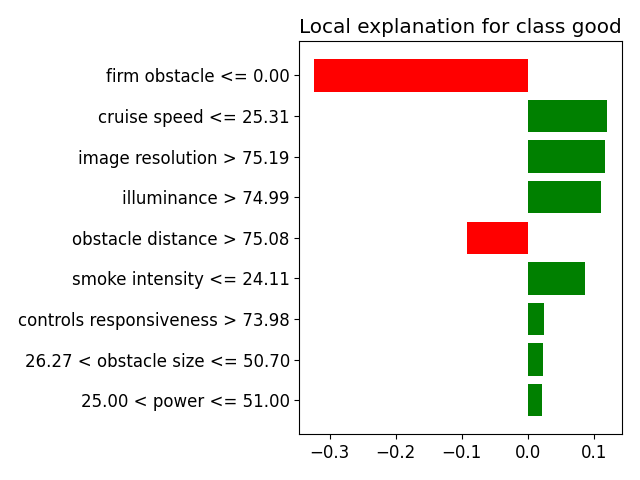 Local explanation for class good
firm obstacle <= 0.00
cruise speed <= 25.31
image resolution > 75.19
illuminance > 74.99
obstacle distance > 75.08
smoke intensity <= 24.11
controls responsiveness > 73.98
26.27 < obstacle size <= 50.70
25.00 < power <= 51.00
−0.3 −0.2 −0.1 0.0 0.1